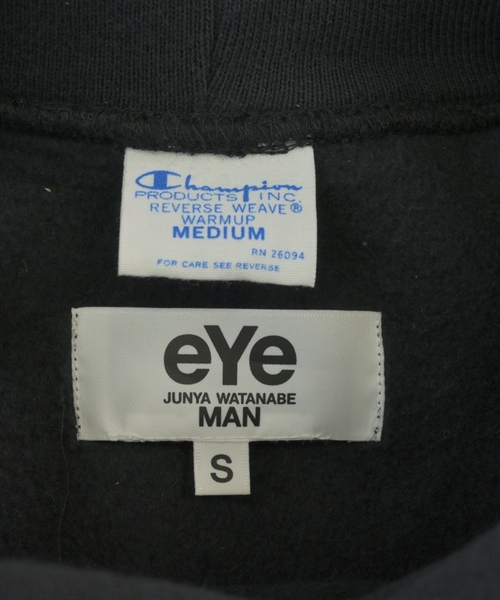 Champion
PRODUCTS INC.
REVERSE WEAVE®
WARMUP
MEDIUM
RN 26094
FOR CARE SEE REVERSE
eYe
JUNYA WATANABE
MAN
S